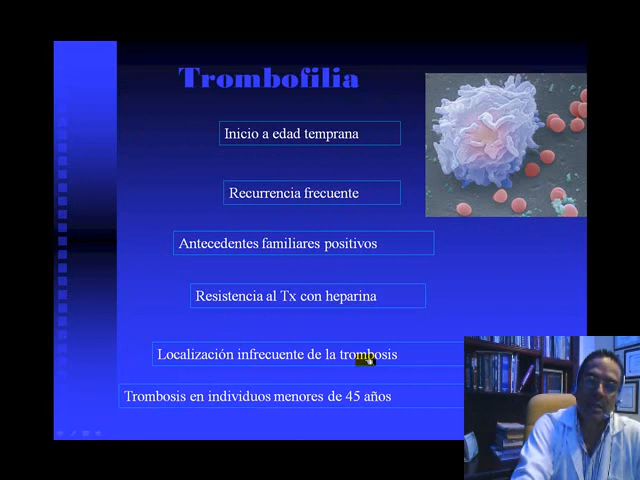 Trombofilia
Inicio a edad temprana
Recurrencia frecuente
Antecedentes familiares positivos
Resistencia al Tx con heparina
Localización infrecuente de la trombosis
Trombosis en individuos menores de 45 años